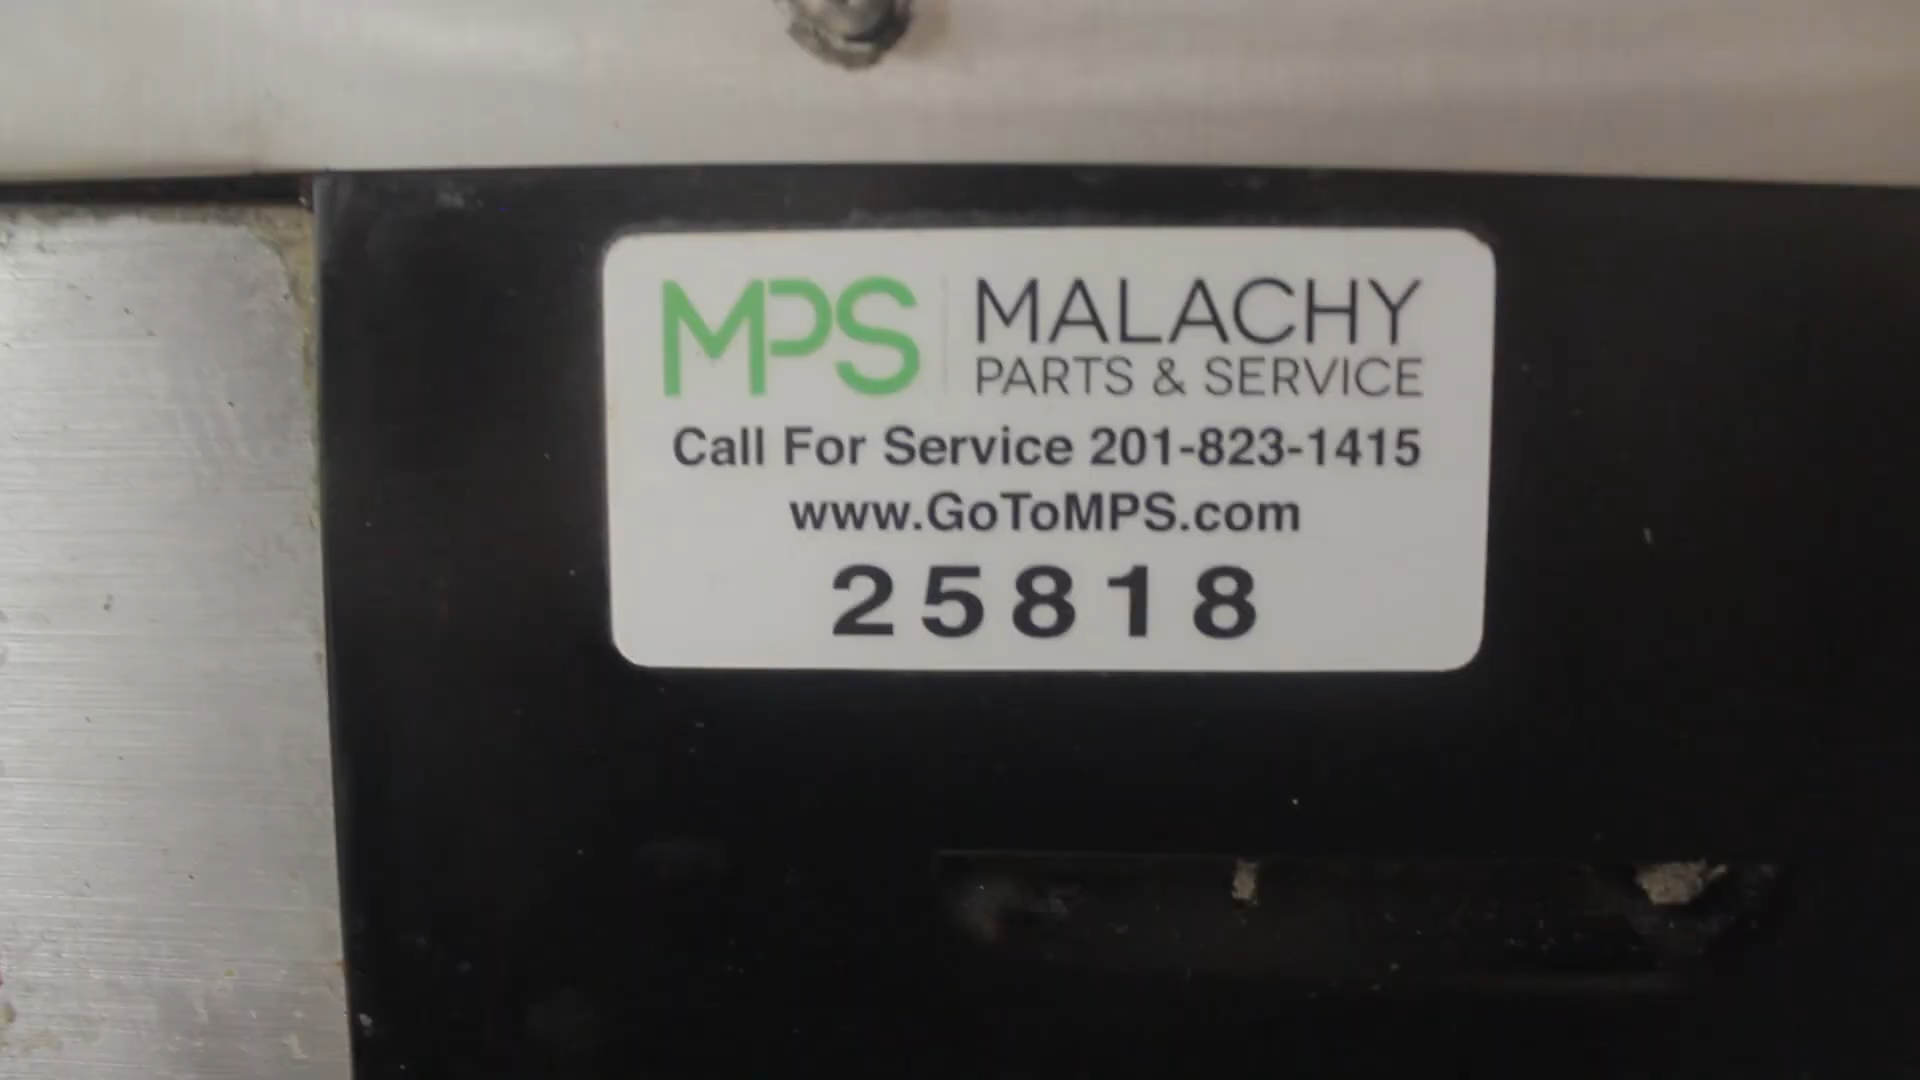 MPS MALACHY
PARTS & SERVICE
Call For Service 201-823-1415
www.GoToMPS.com
25818